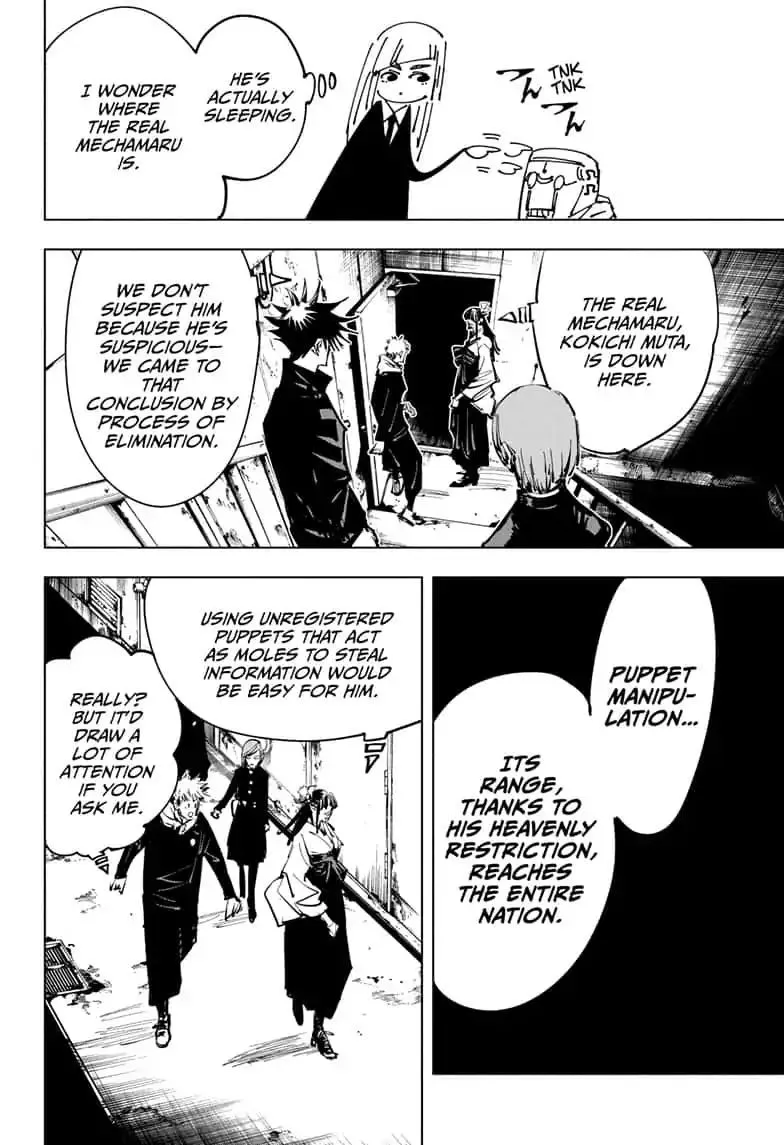 HE'S
ACTUALLY
SLEEPING.
I WONDER
WHERE
THE REAL
MECHAMARU
IS.
TNK
TNK
THE REAL
MECHAMARU,
KOKICHI MUTA,
IS DOWN
HERE.
WE DON'T
SUSPECT HIM
BECAUSE HE'S
SUSPICIOUS—
WE CAME TO
THAT
CONCLUSION BY
PROCESS OF
ELIMINATION.
PUPPET
MANIPU-
LATION...
ITS
RANGE,
THANKS TO
HIS HEAVENLY
RESTRICTION,
REACHES
THE ENTIRE
NATION.
USING UNREGISTERED
PUPPETS THAT ACT
AS MOLES TO STEAL
INFORMATION WOULD
BE EASY FOR HIM.
REALLY?
BUT IT'D
DRAW A
LOT OF
ATTENTION
IF YOU
ASK ME.